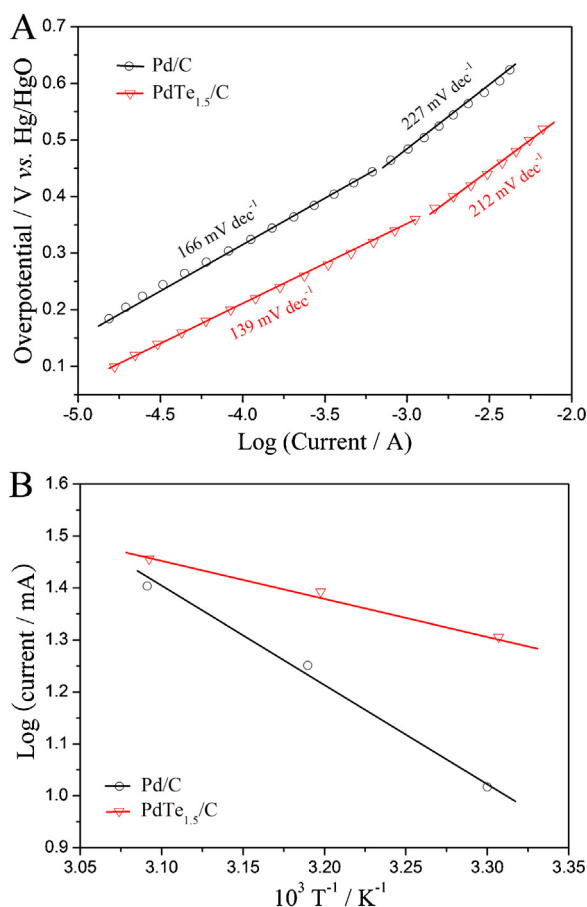 A
Pd/C
PdTe1.5/C
227 mV dec-1
166 mV dec-1
212 mV dec-1
139 mV dec-1
Overpotential / V vs. Hg/HgO
0.7
0.6
0.5
0.4
0.3
0.2
0.1
-5.0 -4.5 -4.0 -3.5 -3.0 -2.5 -2.0
Log (Current / A)
B
Log (current / mA)
1.6
1.5
1.4
1.3
1.2
1.1
1.0
0.9
Pd/C
PdTe1.5/C
3.05 3.10 3.15 3.20 3.25 3.30 3.35
10³ T-1 / K-1